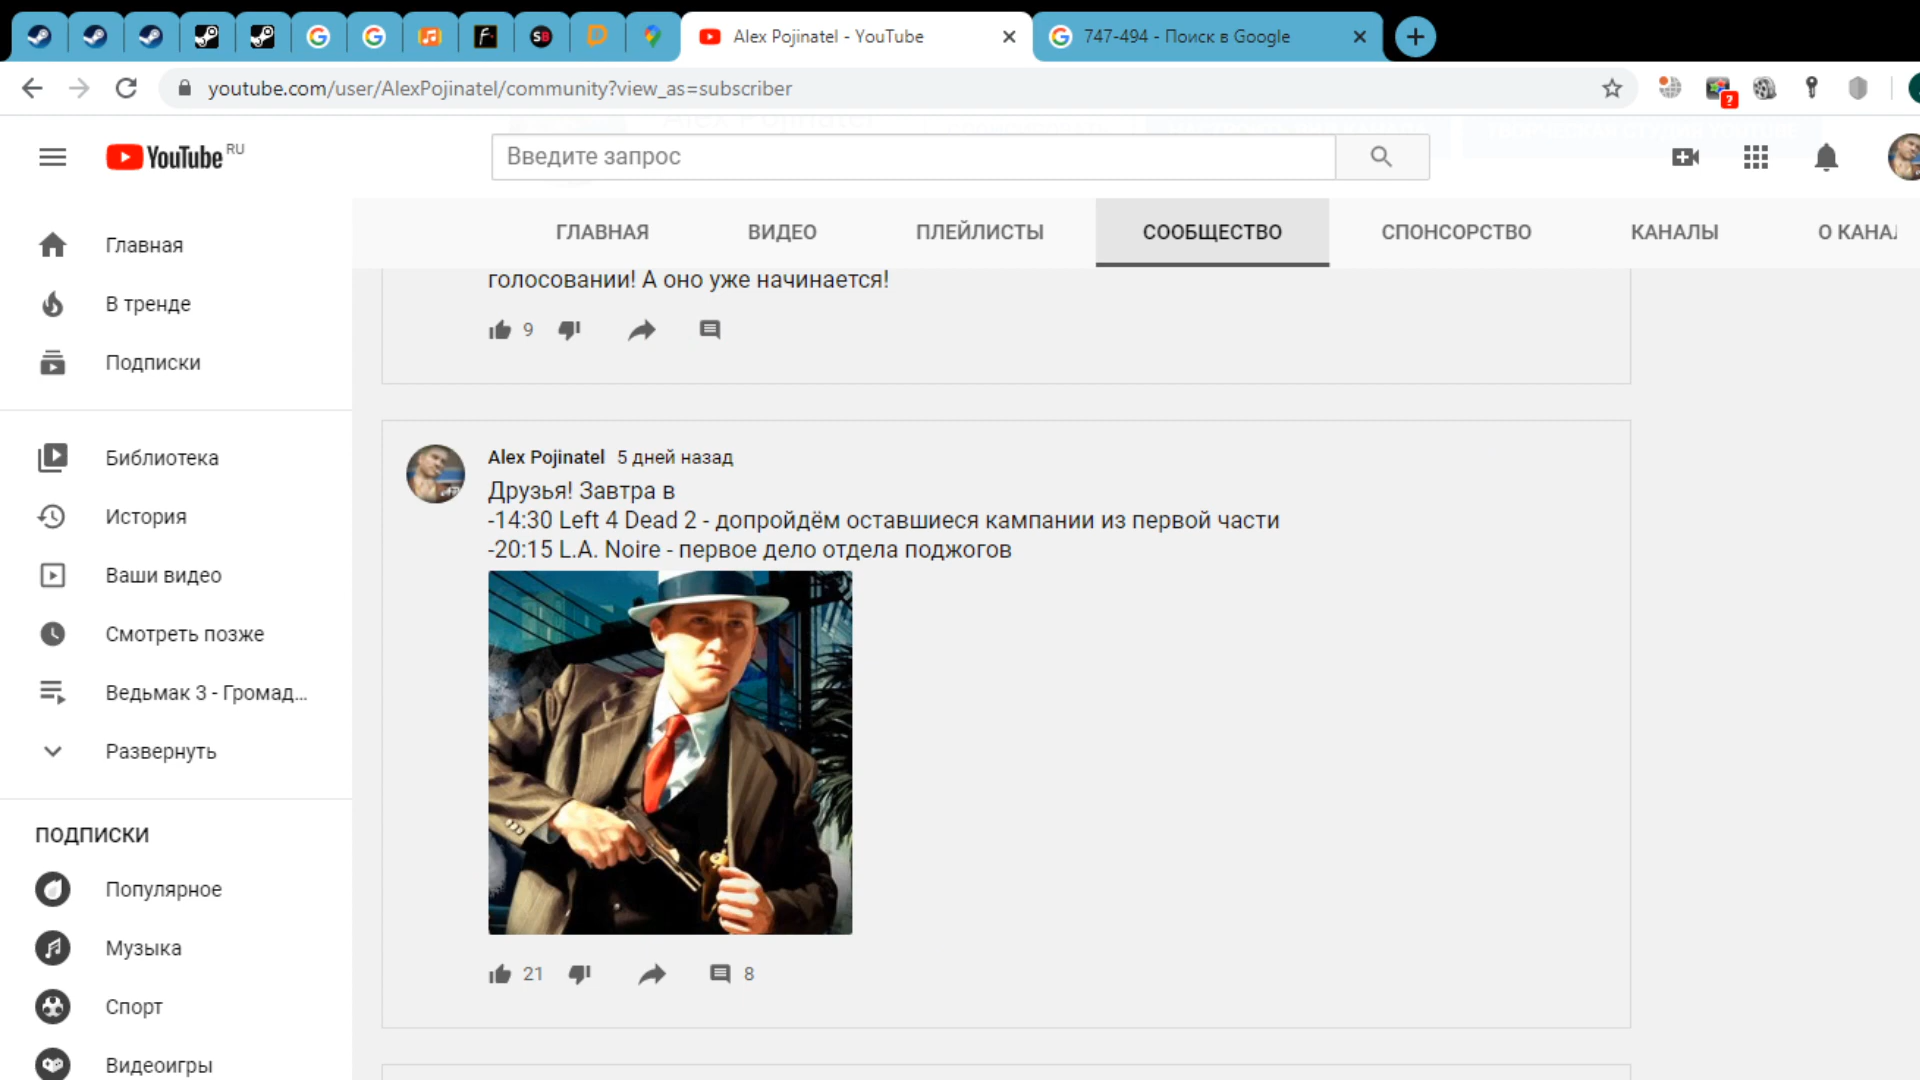 Alex Pojinatel - YouTube
747-494 - Поиск в Google
youtube.com/user/AlexPojinatel/community?view_as=subscriber
YouTube RU
Введите запрос
ГЛАВНАЯ ВИДЕО ПЛЕЙЛИСТЫ СООБЩЕСТВО СПОНСОРСТВО КАНАЛЫ О КАНАЛ
Главная
В тренде
Подписки
Библиотека
История
Ваши видео
Смотреть позже
Ведьмак 3 - Громад...
Развернуть
ПОДПИСКИ
Популярное
Музыка
Спорт
Видеоигры
голосовании! А оно уже начинается!
9
Alex Pojinatel 5 дней назад
Друзья! Завтра в
-14:30 Left 4 Dead 2 - допройдём оставшиеся кампании из первой части
-20:15 L.A. Noire - первое дело отдела поджогов
21 8